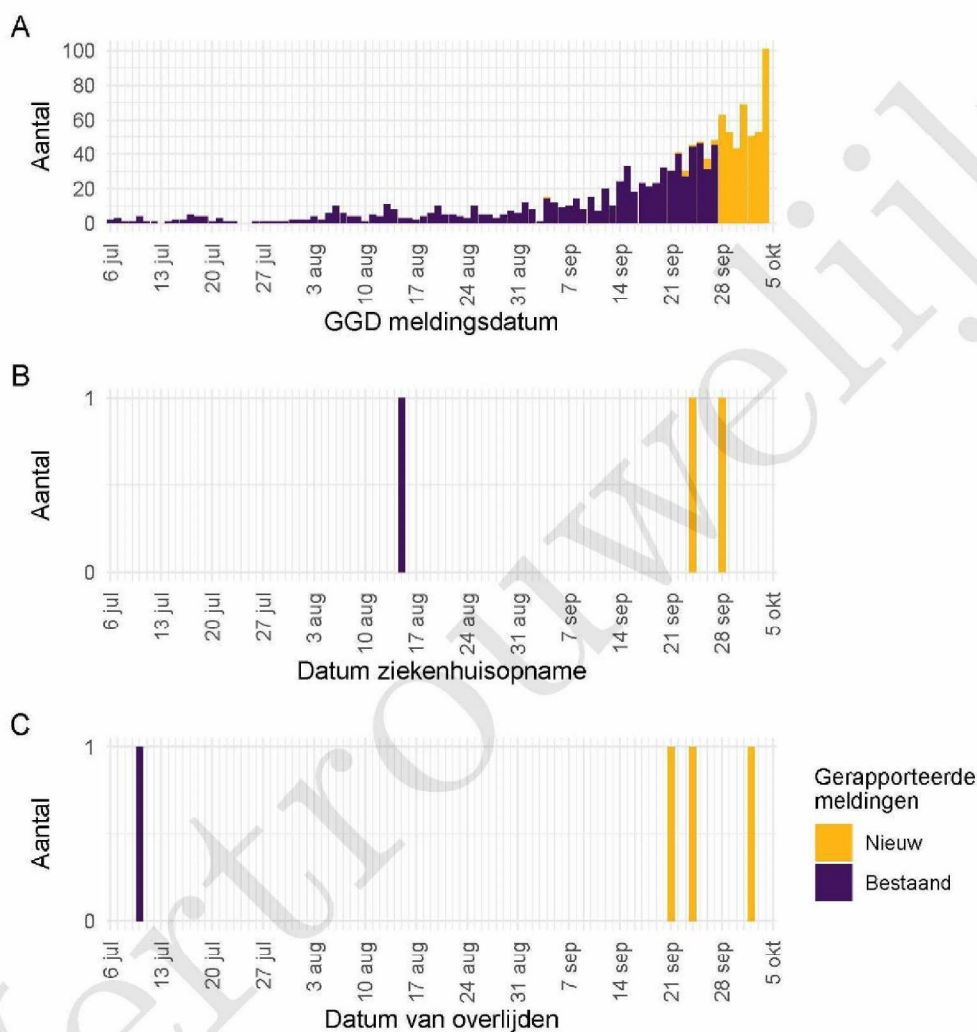 A
Aantal
100
80
60
40
20
0
6 jul
13 jul
20 jul
27 jul
3 aug
10 aug
17 aug
24 aug
31 aug
7 sep
14 sep
21 sep
28 sep
5 okt
GGD meldingsdatum
B
Aantal
1
0
6 jul
13 jul
20 jul
27 jul
3 aug
10 aug
17 aug
24 aug
31 aug
7 sep
14 sep
21 sep
28 sep
5 okt
Datum ziekenhuisopname
C
Aantal
1
0
6 jul
13 jul
20 jul
27 jul
3 aug
10 aug
17 aug
24 aug
31 aug
7 sep
14 sep
21 sep
28 sep
5 okt
Datum van overlijden
Gerapporteerde
meldingen
Nieuw
Bestaand
Vertrouwelij